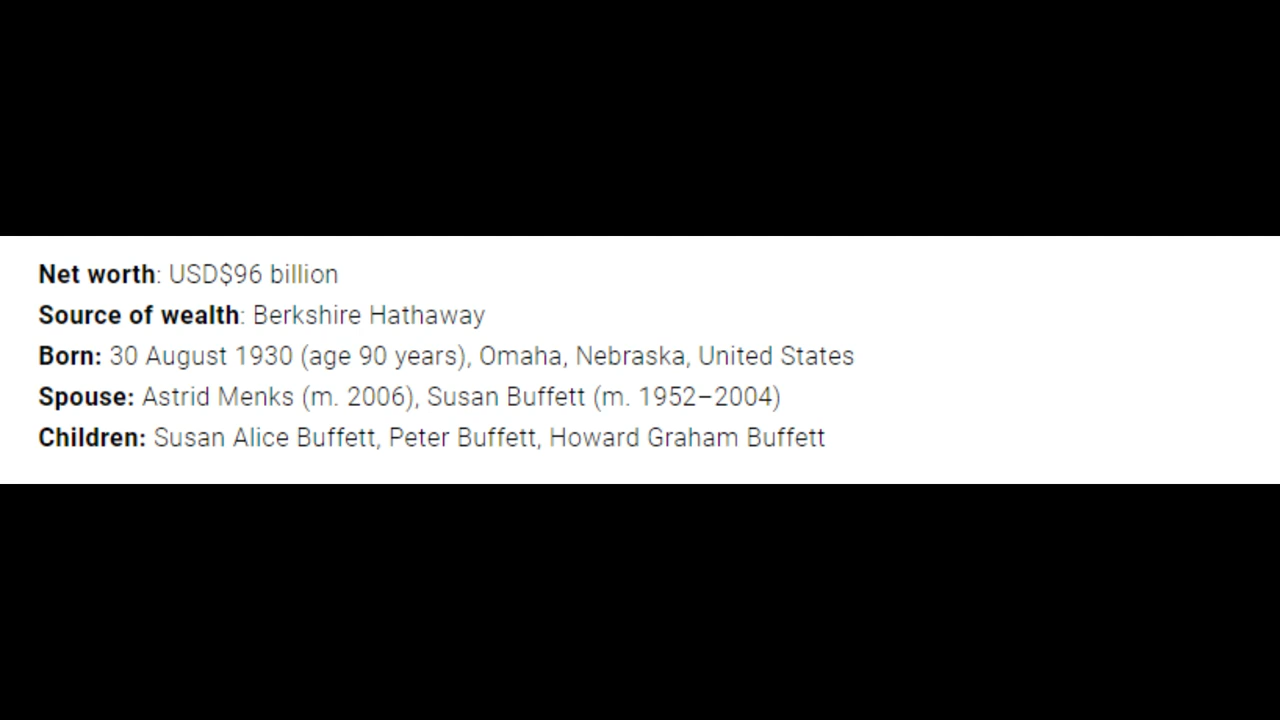 Net worth: USD$96 billion
Source of wealth: Berkshire Hathaway
Born: 30 August 1930 (age 90 years), Omaha, Nebraska, United States
Spouse: Astrid Menks (m. 2006), Susan Buffett (m. 1952–2004)
Children: Susan Alice Buffett, Peter Buffett, Howard Graham Buffett